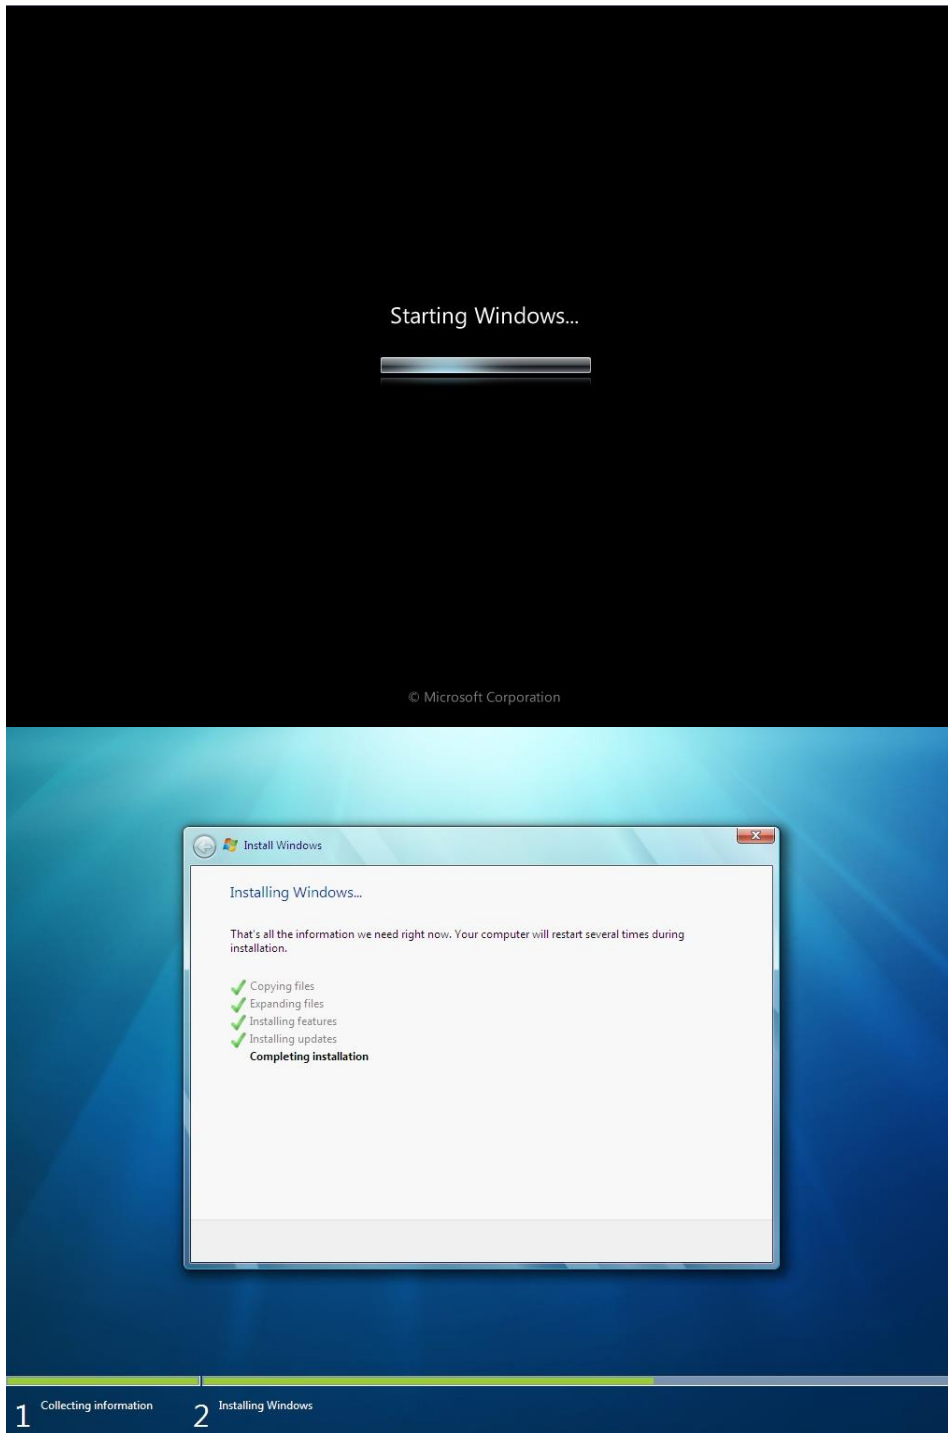 Starting Windows...
© Microsoft Corporation
Install Windows
Installing Windows...
That's all the information we need right now. Your computer will restart several times during
installation.
Copying files
Expanding files
Installing features
Installing updates
Completing installation
1 Collecting information
2 Installing Windows